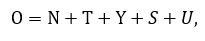 O = N + T + Y + S + U,